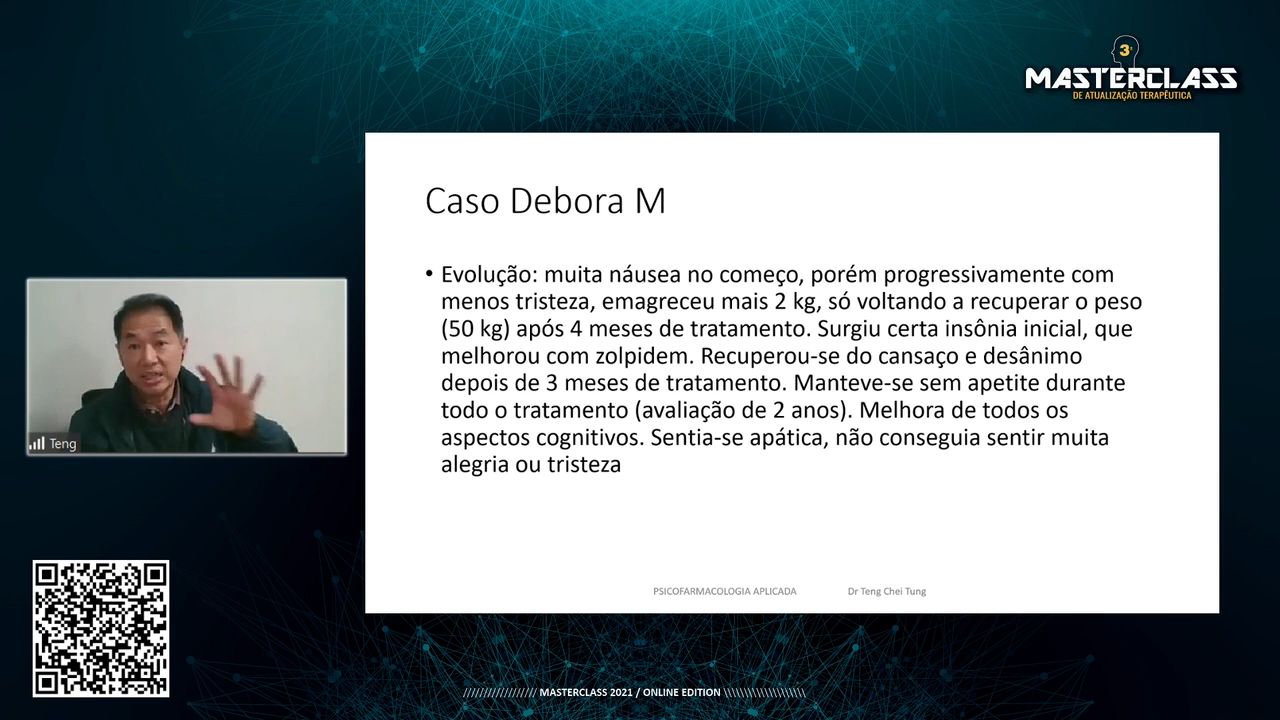 3ª
MASTERCLASS
DE ATUALIZAÇÃO TERAPÊUTICA
Caso Debora M
• Evolução: muita náusea no começo, porém progressivamente com
menos tristeza, emagreceu mais 2 kg, só voltando a recuperar o peso
(50 kg) após 4 meses de tratamento. Surgiu certa insônia inicial, que
melhorou com zolpidem. Recuperou-se do cansaço e desânimo
depois de 3 meses de tratamento. Manteve-se sem apetite durante
todo o tratamento (avaliação de 2 anos). Melhora de todos os
aspectos cognitivos. Sentia-se apática, não conseguia sentir muita
alegria ou tristeza
Teng
PSICOFARMACOLOGIA APLICADA Dr Teng Chei Tung
////////////////// MASTERCLASS 2021 / ONLINE EDITION \\\\\\\\\\\\\\\\\\\\